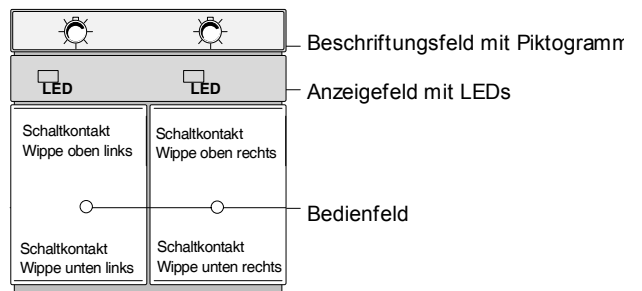 Beschriftungsfeld mit Piktogramm
LED LED
Anzeigefeld mit LEDs
Schaltkontakt
Wippe oben links
Schaltkontakt
Wippe oben rechts
Bedienfeld
Schaltkontakt
Wippe unten links
Schaltkontakt
Wippe unten rechts